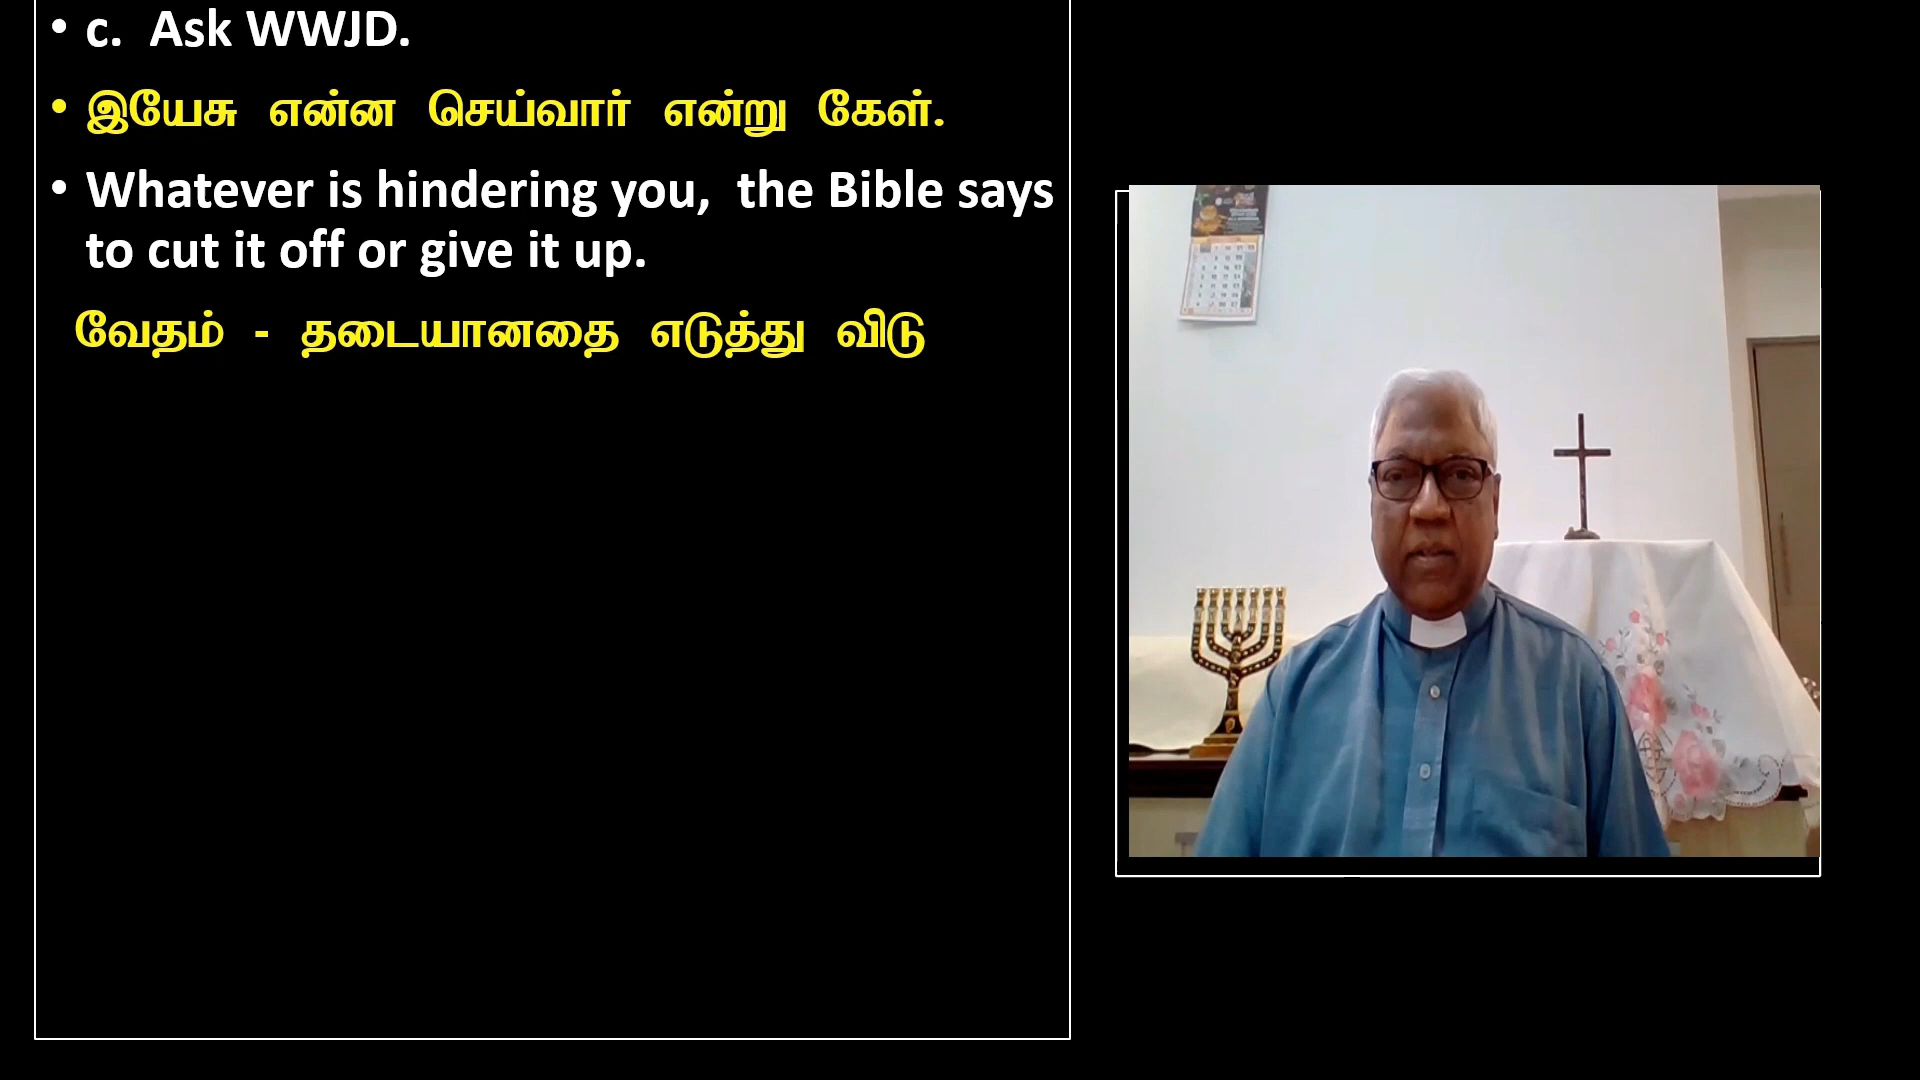 • c. Ask WWJD.
• இயேசு என்ன செய்வார் என்று கேள்.
• Whatever is hindering you, the Bible says
to cut it off or give it up.
வேதம் - தடையானதை எடுத்து விடு